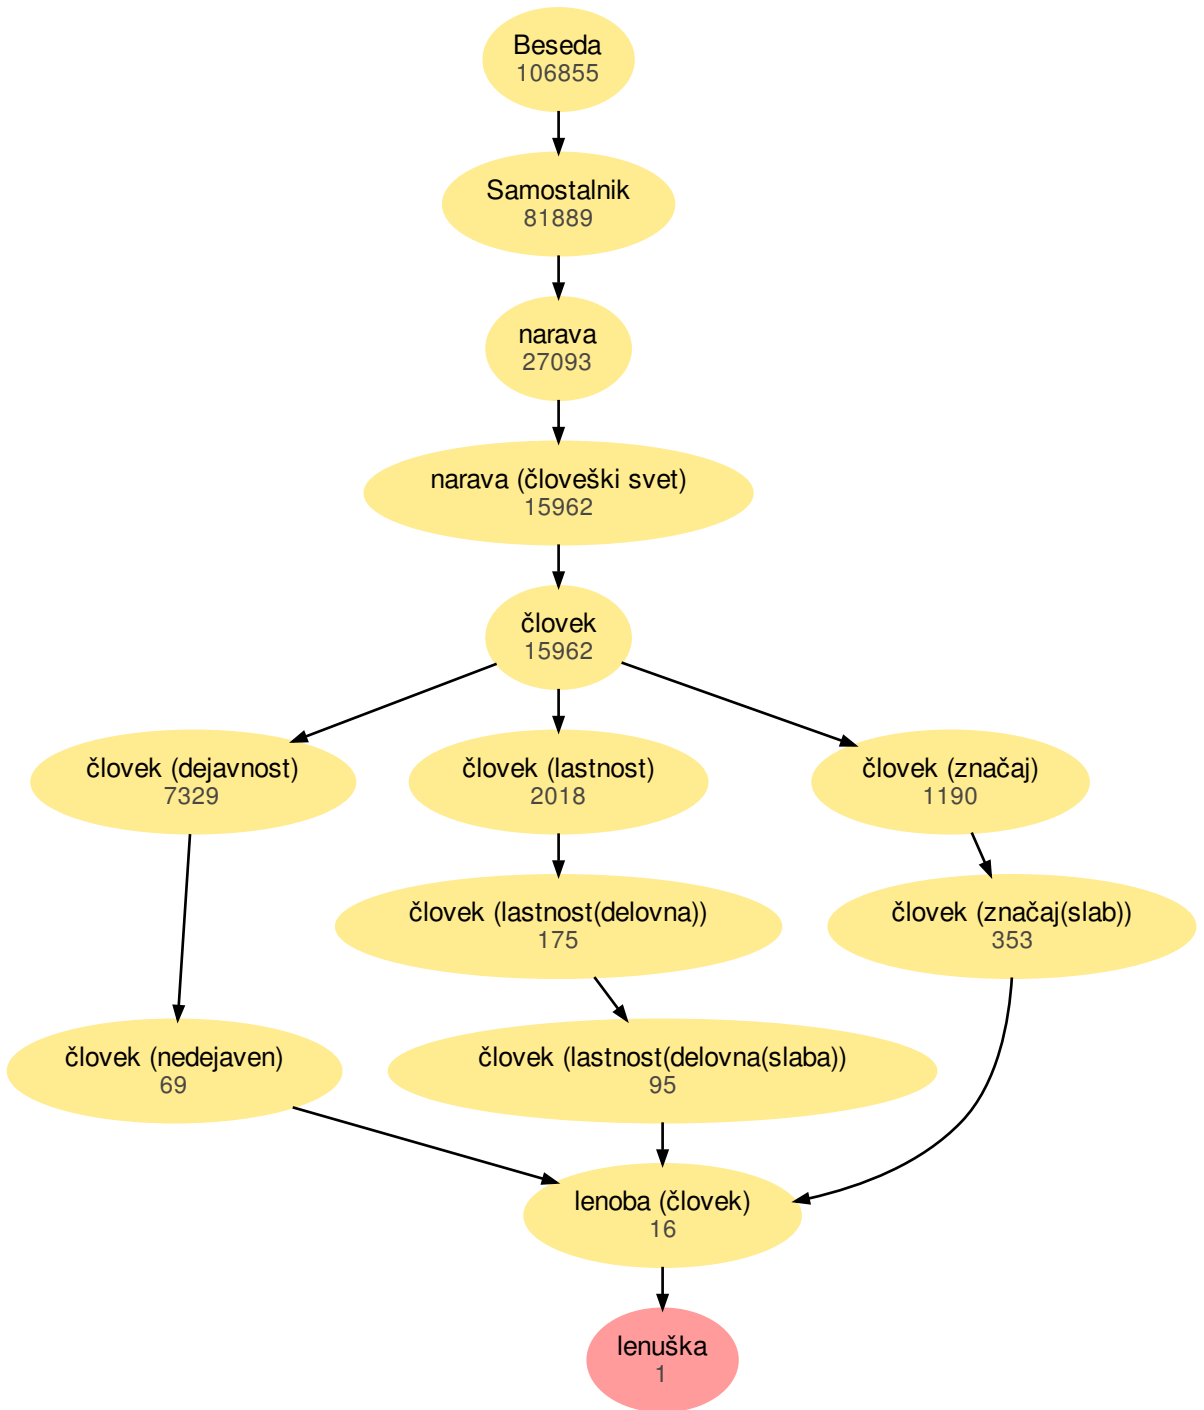 Beseda
106855
Samostalnik
81889
narava
27093
narava (človeški svet)
15962
človek
15962
človek (dejavnost)
7329
človek (lastnost)
2018
človek (značaj)
1190
človek (lastnost(delovna))
175
človek (značaj(slab))
353
človek (nedejaven)
69
človek (lastnost(delovna(slaba))
95
lenoba (človek)
16
lenuška
1